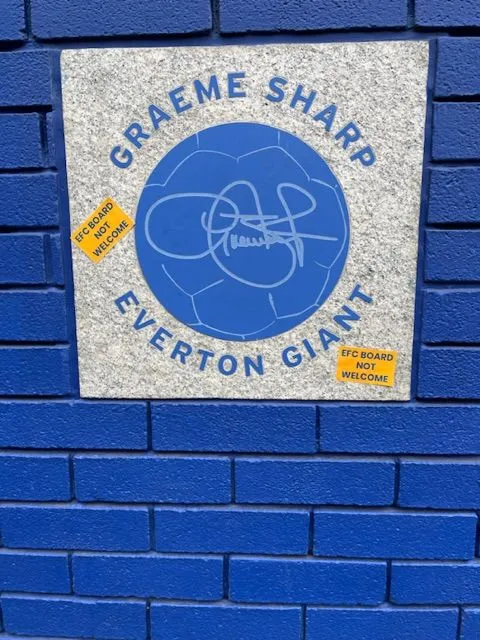 GRAEME SHARP
EFC BOARD
NOT
WELCOME
EVERTON GIANT
EFC BOARD
NOT
WELCOME